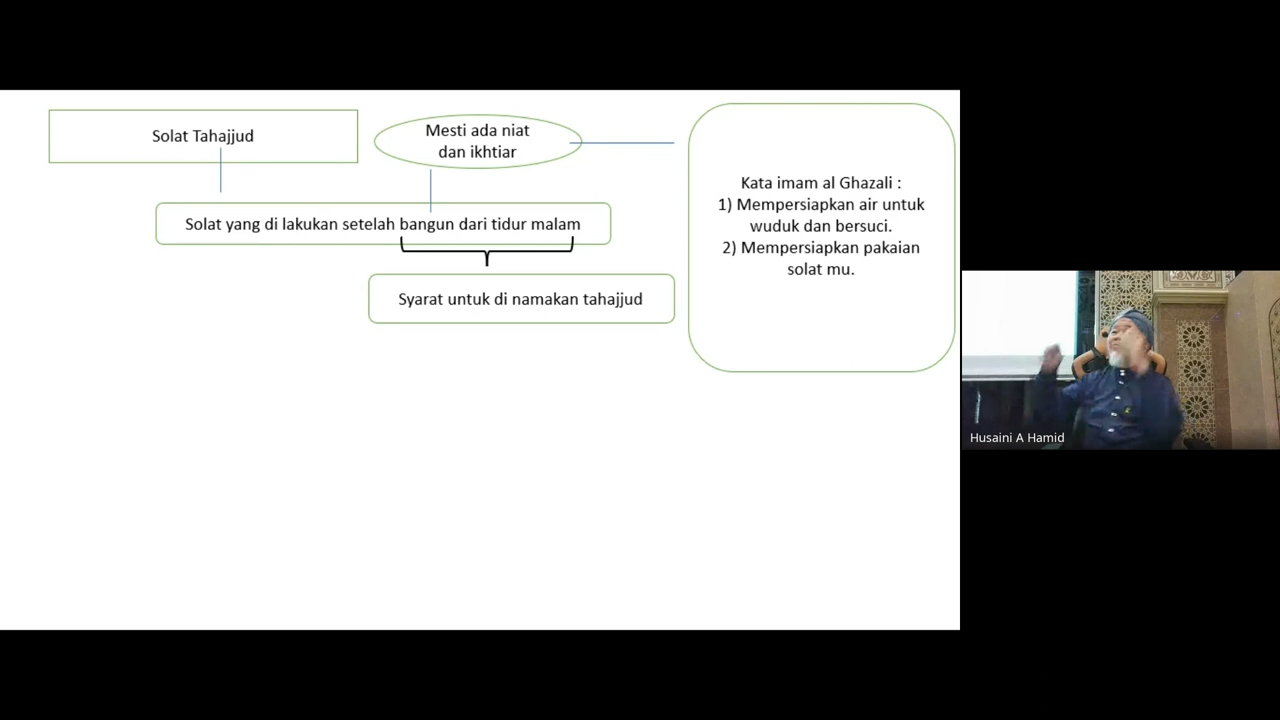 Solat Tahajjud
Mesti ada niat
dan ikhtiar
Solat yang di lakukan setelah bangun dari tidur malam
Syarat untuk di namakan tahajjud
Kata imam al Ghazali :
1) Mempersiapkan air untuk
wuduk dan bersuci.
2) Mempersiapkan pakaian
solat mu.
Husaini A Hamid